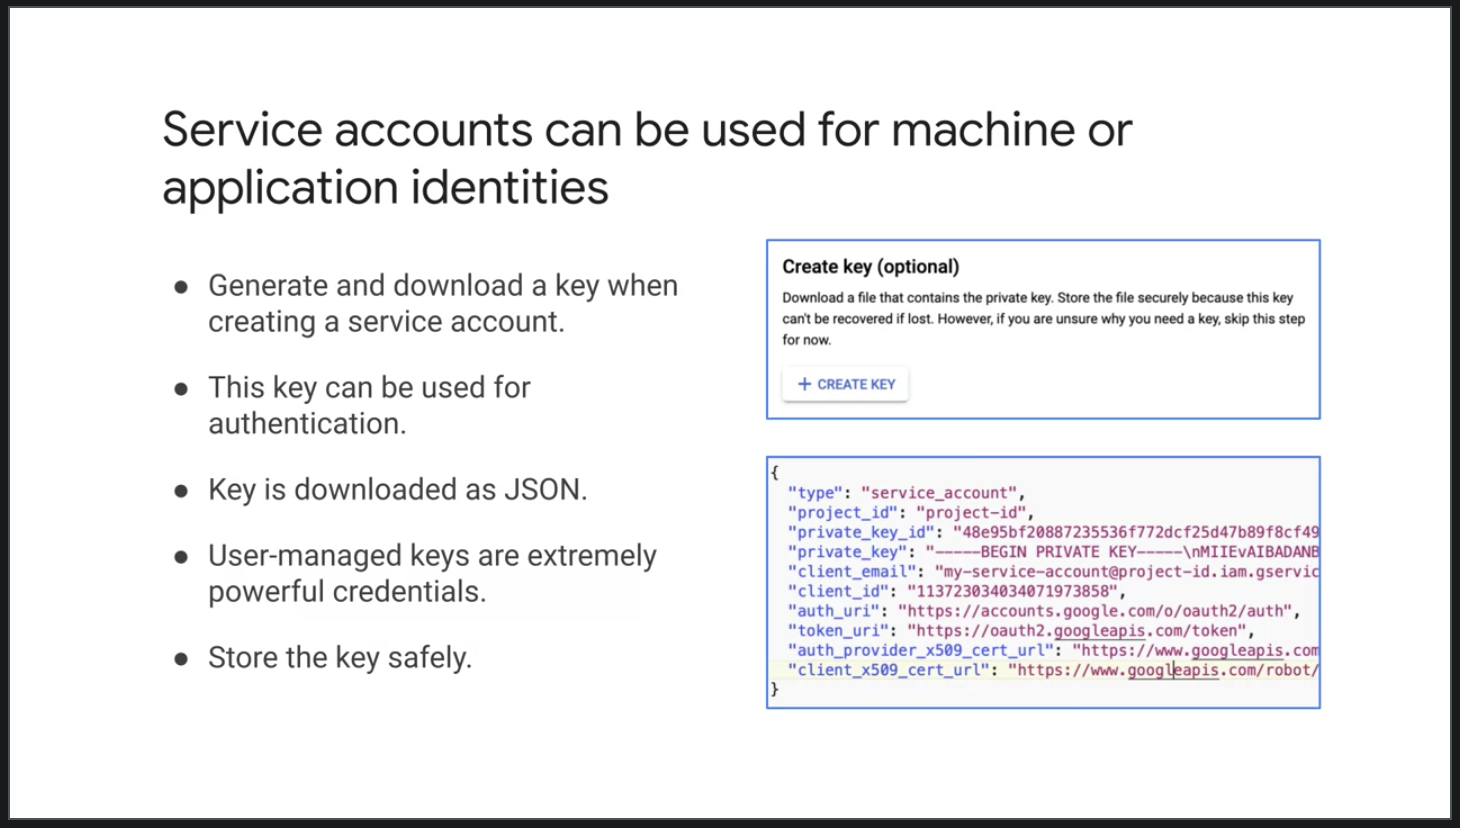 Service accounts can be used for machine or
application identities
● Generate and download a key when
creating a service account.
● This key can be used for
authentication.
● Key is downloaded as JSON.
● User-managed keys are extremely
powerful credentials.
● Store the key safely.
Create key (optional)
Download a file that contains the private key. Store the file securely because this key
can't be recovered if lost. However, if you are unsure why you need a key, skip this step
for now.
+ CREATE KEY
{
"type": "service_account",
"project_id": "project-id",
"private_key_id": "48e95bf20887235536f772dcf25d47b89f8cf49
"private_key": "-----BEGIN PRIVATE KEY-----\nMIIEvAIBADANB
"client_email": "my-service-account@project-id.iam.gservic
"client_id": "113723034034071973858",
"auth_uri": "https://accounts.google.com/o/oauth2/auth",
"token_uri": "https://oauth2.googleapis.com/token",
"auth_provider_x509_cert_url": "https://www.googleapis.com
"client_x509_cert_url": "https://www.googleapis.com/robot/
}